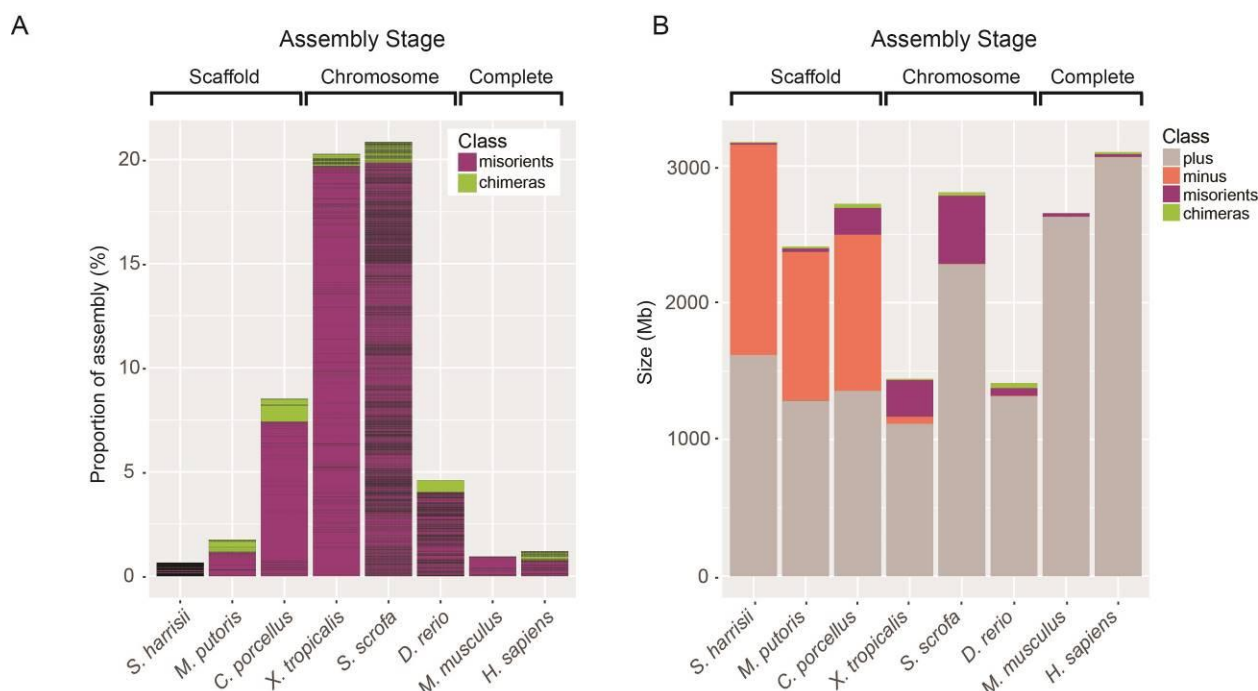 A
Assembly Stage
Scaffold Chromosome Complete
Proportion of assembly (%)
20
15
10
5
0
Class
misorients
chimeras
S. harrisii
M. putoris
C. porcellus
X. tropicalis
S. scrofa
D. rerio
M. musculus
H. sapiens
B
Assembly Stage
Scaffold Chromosome Complete
Size (Mb)
3000
2000
1000
0
Class
plus
minus
misorients
chimeras
S. harrisii
M. putoris
C. porcellus
X. tropicalis
S. scrofa
D. rerio
M. musculus
H. sapiens